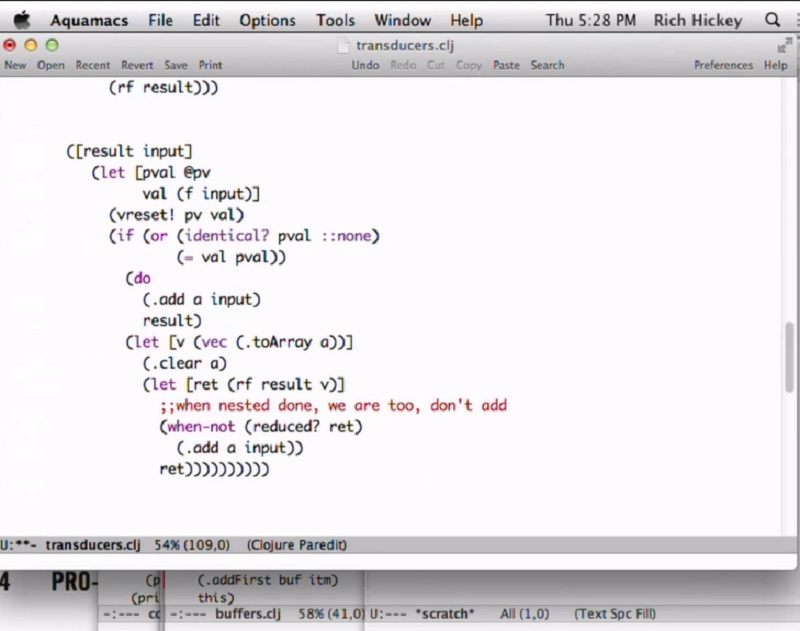 Aquamacs File Edit Options Tools Window Help Thu 5:28 PM Rich Hickey
transducers.clj
New Open Recent Revert Save Print Undo Redo Cut Copy Paste Search Preferences Help
(rf result)))
([result input]
(let [pval @pv
val (f input)]
(vreset! pv val)
(if (or (identical? pval ::none)
(= val pval))
(do
(.add a input)
result)
(let [v (vec (.toArray a))]
(.clear a)
(let [ret (rf result v)]
;;when nested done, we are too, don't add
(when-not (reduced? ret)
(.add a input))
ret))))))))))
U:**- transducers.clj 54% (109,0) (Clojure Paredit)
4 PRO- (p (.addFirst buf itm)
(pri this)
-:--- cc -:--- buffers.clj 58% (41,0) U:--- *scratch* All (1,0) (Text Spc Fill)